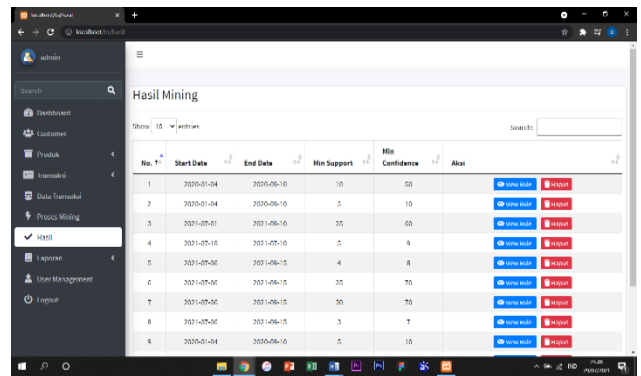 localhost/ta/hasil
localhost/ta/hasil
admin
Search
Dashboard
Customer
Produk
Transaksi
Data Transaksi
Proses Mining
Hasil
Laporan
User Management
Logout
Hasil Mining
Show 10 entries
Search:
No. Start Date End Date Min Support Min Confidence Aksi
1 2020-01-04 2020-09-10 10 50 View Rule Hapus
2 2020-01-04 2020-09-10 5 10 View Rule Hapus
3 2021-07-01 2021-09-10 60 View Rule Hapus
4 2021-07-10 2021-09-10 5 9 View Rule Hapus
5 2021-07-06 2021-09-15 4 8 View Rule Hapus
6 2021-07-06 2021-09-15 70 View Rule Hapus
7 2021-07-06 2021-09-15 30 70 View Rule Hapus
8 2021-07-06 2021-09-15 3 7 View Rule Hapus
9 2020-01-04 2020-09-10 5 10 View Rule Hapus
IND